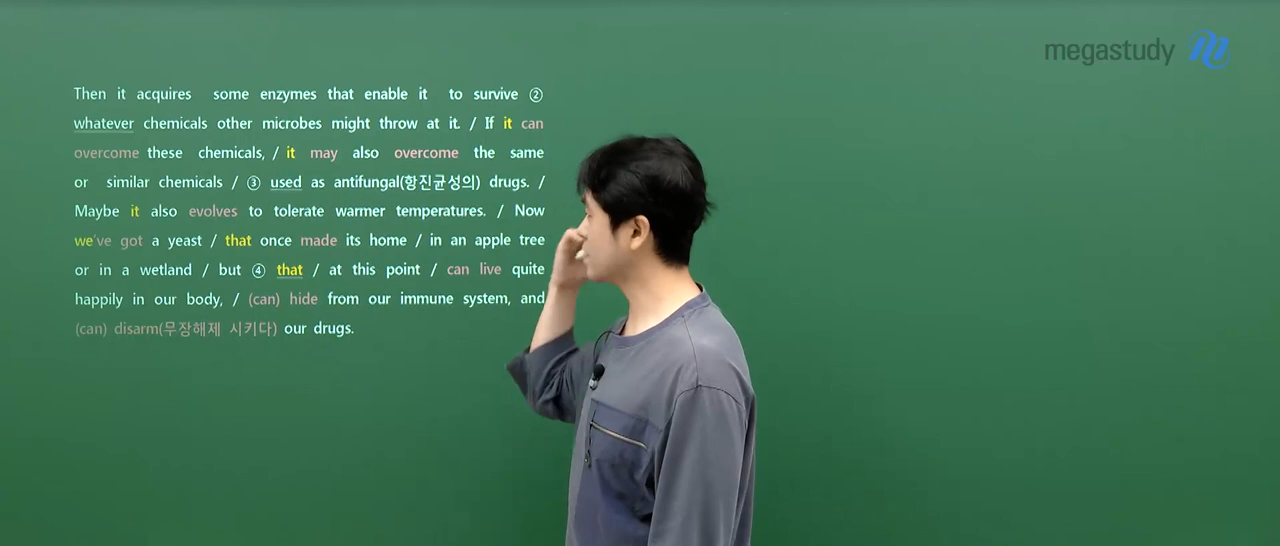 megastudy
Then it acquires some enzymes that enable it to survive ②
whatever chemicals other microbes might throw at it. / If it can
overcome these chemicals, / it may also overcome the same
or similar chemicals / ③ used as antifungal(항진균성의) drugs. /
Maybe it also evolves to tolerate warmer temperatures. / Now
we've got a yeast / that once made its home / in an apple tree
or in a wetland / but ④ that / at this point / can live quite
happily in our body, / (can) hide from our immune system, and
(can) disarm(무장해제 시키다) our drugs.